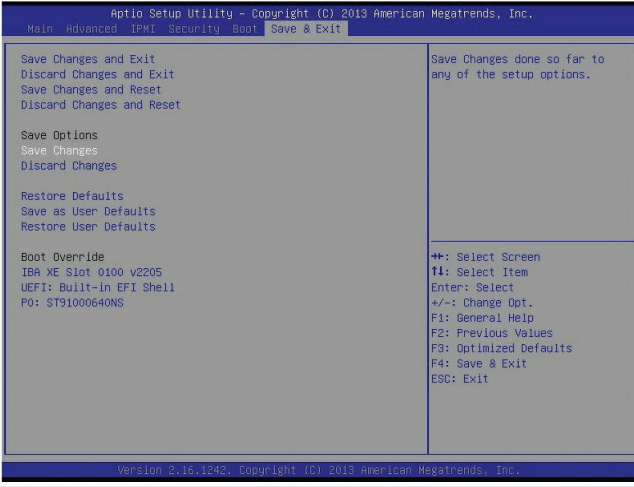 Aptio Setup Utility – Copyright (C) 2013 American Megatrends, Inc.
Main Advanced IPMI Security Boot Save & Exit
Save Changes and Exit
Discard Changes and Exit
Save Changes and Reset
Discard Changes and Reset
Save Options
Save Changes
Discard Changes
Restore Defaults
Save as User Defaults
Restore User Defaults
Boot Override
IBA XE Slot 0100 v2205
UEFI: Built-in EFI Shell
P0: ST91000640NS
Save Changes done so far to
any of the setup options.
→←: Select Screen
↑↓: Select Item
Enter: Select
+/-: Change Opt.
F1: General Help
F2: Previous Values
F3: Optimized Defaults
F4: Save & Exit
ESC: Exit
Version 2.16.1242. Copyright (C) 2013 American Megatrends, Inc.